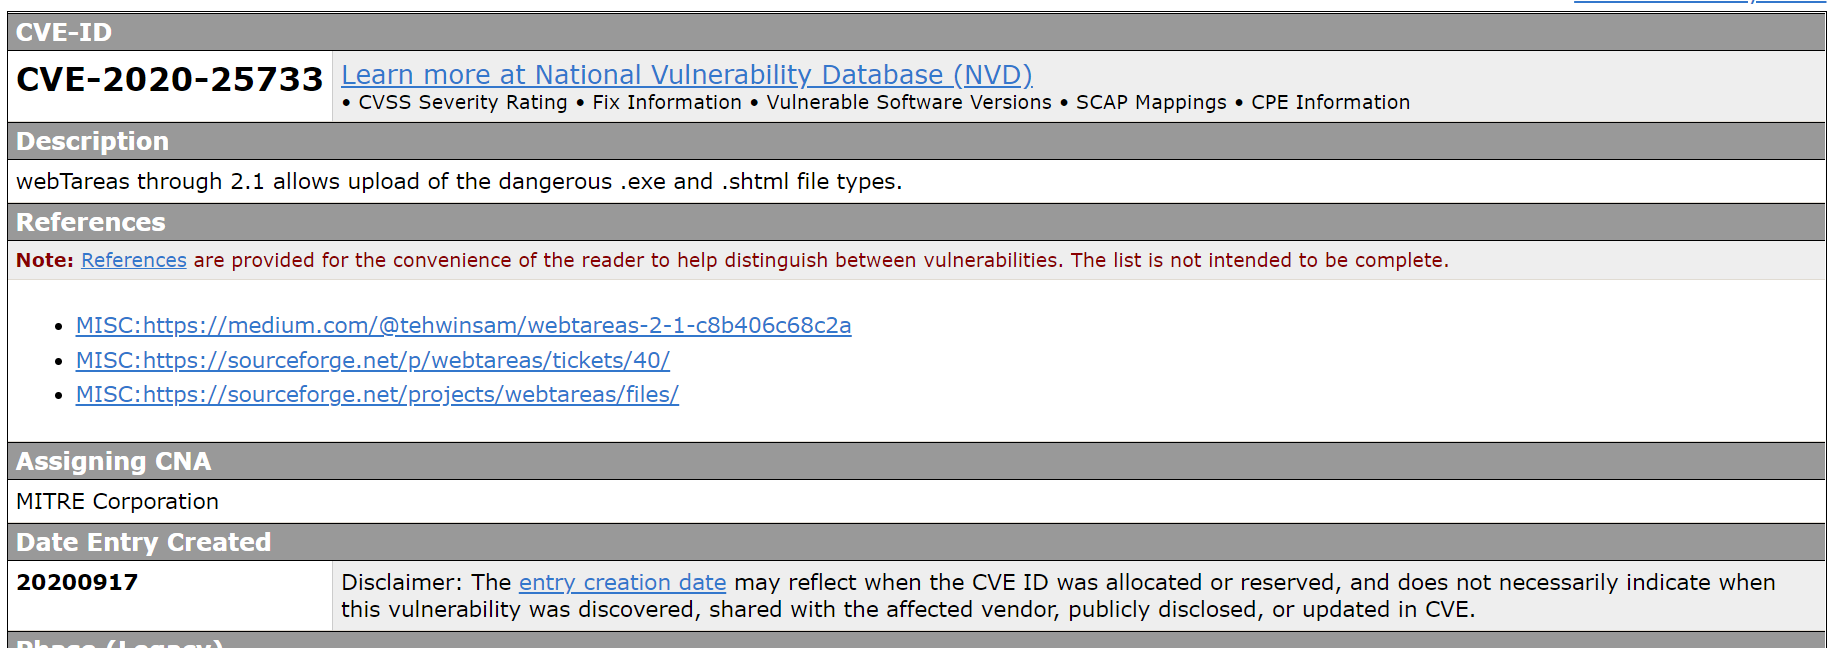 CVE-ID
CVE-2020-25733
Learn more at National Vulnerability Database (NVD)
• CVSS Severity Rating • Fix Information • Vulnerable Software Versions • SCAP Mappings • CPE Information
Description
webTareas through 2.1 allows upload of the dangerous .exe and .shtml file types.
References
Note: References are provided for the convenience of the reader to help distinguish between vulnerabilities. The list is not intended to be complete.
• MISC:https://medium.com/@tehwinsam/webtareas-2-1-c8b406c68c2a
• MISC:https://sourceforge.net/p/webtareas/tickets/40/
• MISC:https://sourceforge.net/projects/webtareas/files/
Assigning CNA
MITRE Corporation
Date Entry Created
20200917
Disclaimer: The entry creation date may reflect when the CVE ID was allocated or reserved, and does not necessarily indicate when
this vulnerability was discovered, shared with the affected vendor, publicly disclosed, or updated in CVE.
Phase (Legacy)